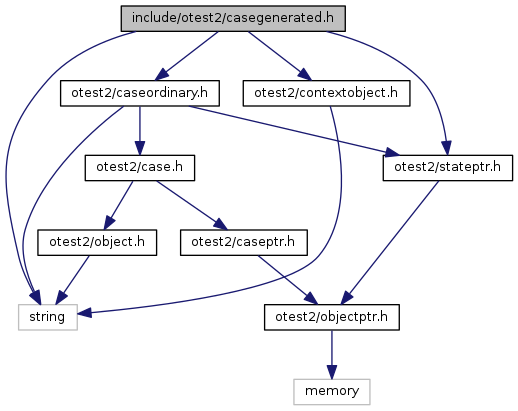 include/otest2/casegenerated.h
otest2/caseordinary.h
otest2/contextobject.h
otest2/case.h
otest2/stateptr.h
otest2/object.h
otest2/caseptr.h
string
otest2/objectptr.h
memory